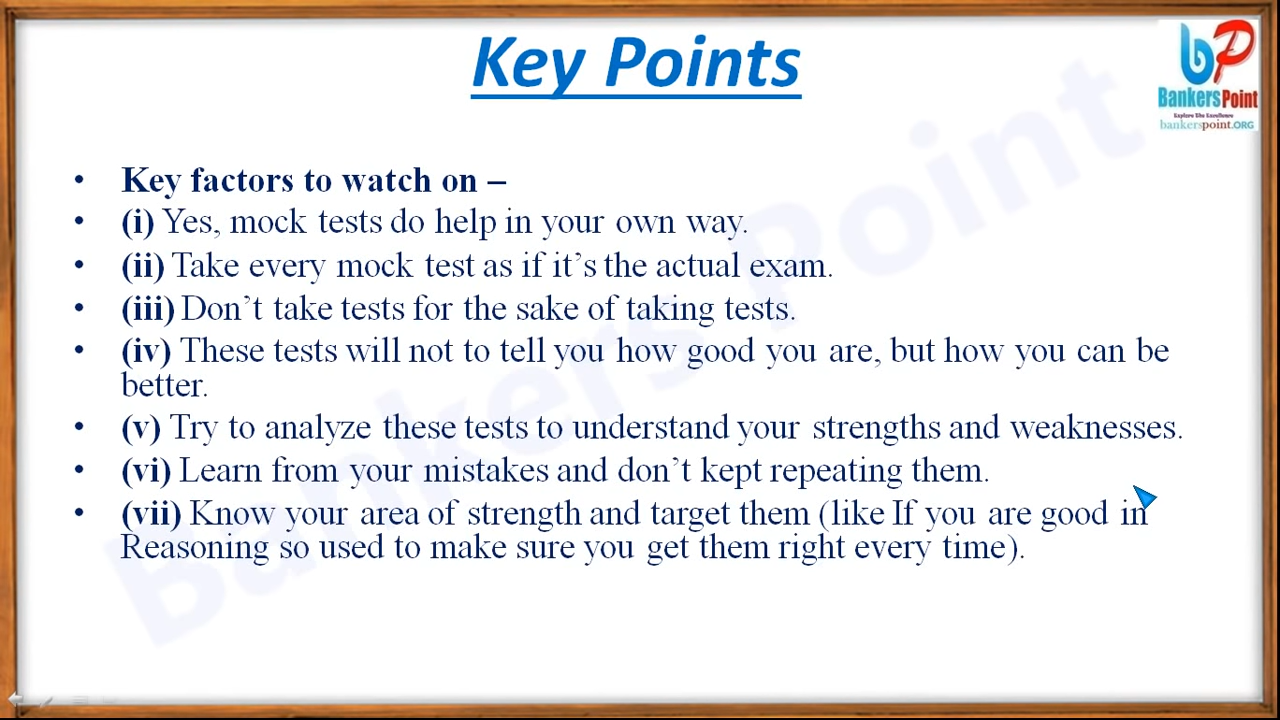 Key Points
bp
BankersPoint
Explore The Excellence
bankerspoint.ORG
• Key factors to watch on –
• (i) Yes, mock tests do help in your own way.
• (ii) Take every mock test as if it’s the actual exam.
• (iii) Don’t take tests for the sake of taking tests.
• (iv) These tests will not to tell you how good you are, but how you can be
better.
• (v) Try to analyze these tests to understand your strengths and weaknesses.
• (vi) Learn from your mistakes and don’t kept repeating them.
• (vii) Know your area of strength and target them (like If you are good in
Reasoning so used to make sure you get them right every time).
Bankers Point